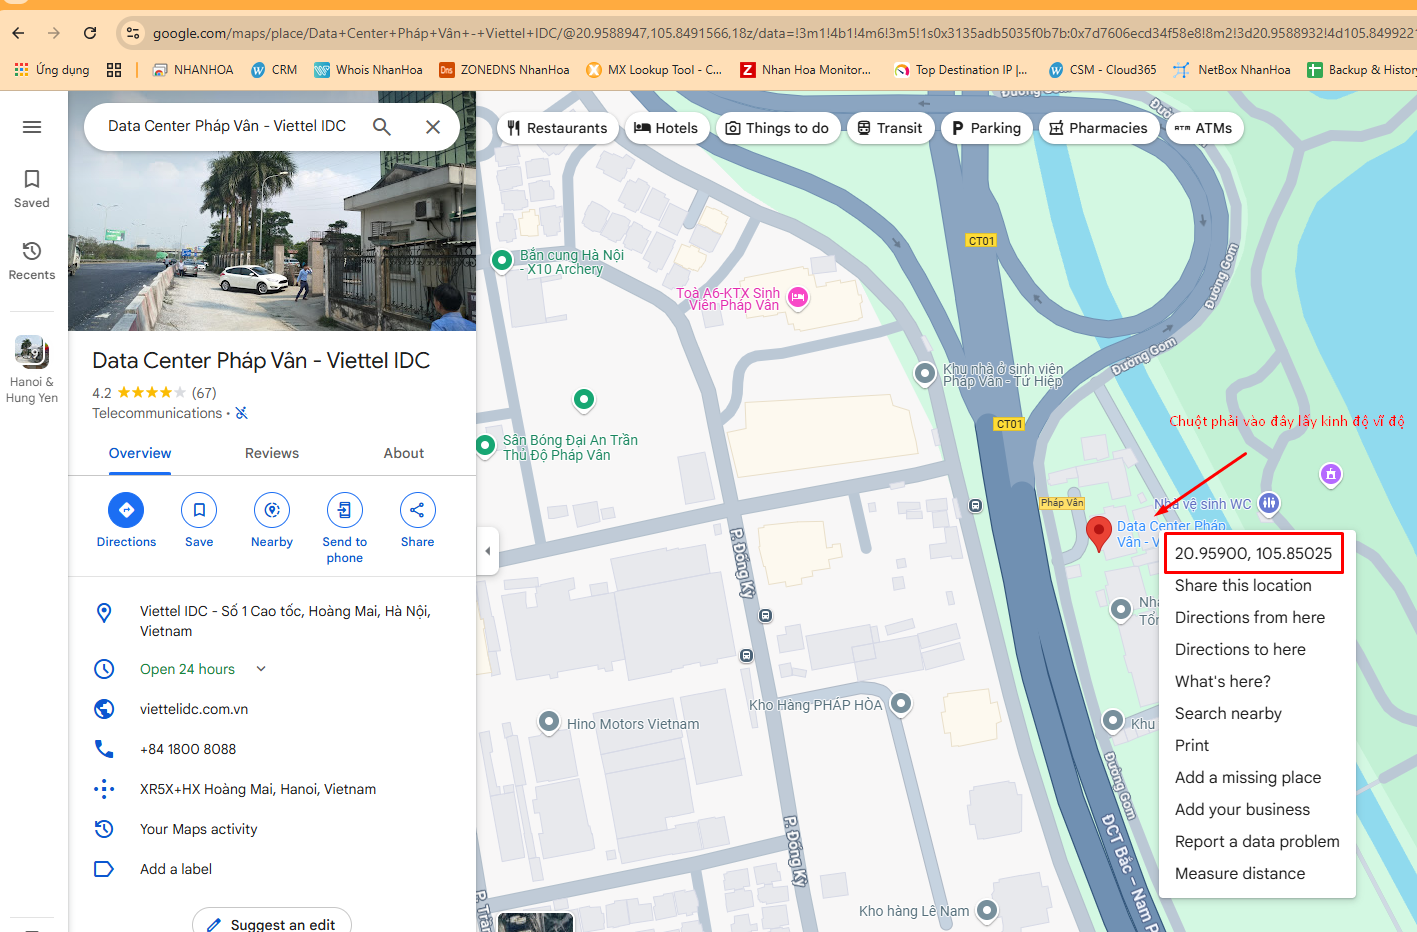 google.com/maps/place/Data+Center+Pháp+Vân+-+Viettel+IDC/@20.9588947,105.8491566,18z/data=!3m1!4b1!4m6!3m5!1s0x3135adb5035f0b7b:0x7d7606ecd34f58e8!8m2!3d20.9588932!4d105.849922
Ứng dụng
NHANHOA
CRM
Whois NhanHoa
ZONEDNS NhanHoa
MX Lookup Tool - C...
Nhan Hoa Monitor...
Top Destination IP |...
CSM - Cloud365
NetBox NhanHoa
Backup & History
Data Center Pháp Vân - Viettel IDC
Restaurants
Hotels
Things to do
Transit
Parking
Pharmacies
ATM
ATMs
Saved
Recents
Hanoi &
Hung Yen
9
Data Center Pháp Vân - Viettel IDC
4.2
(67)
Telecommunications ·
Overview
Reviews
About
Directions
Save
Nearby
Send to
phone
Share
Viettel IDC - Số 1 Cao tốc, Hoàng Mai, Hà Nội,
Vietnam
Open 24 hours
viettelidc.com.vn
+84 1800 8088
XR5X+HX Hoàng Mai, Hanoi, Vietnam
Your Maps activity
Add a label
Suggest an edit
Đường Gom
CT01
Bắn cung Hà Nội
- X10 Archery
Toà A6-KTX Sinh
Viên Pháp Vân
Đường Gom
Đường Gom
Khu nhà ở sinh viên
Pháp Vân - Tứ Hiệp
CT01
Chuột phải vào đây lấy kinh độ vĩ độ
Sân Bóng Đại An Trần
Thủ Độ Pháp Vân
Pháp Vân
Nhà vệ sinh WC
Data Center Pháp
Vân - V
P. Đông Kỳ
20.95900, 105.85025
Share this location
Directions from here
Directions to here
What's here?
Search nearby
Print
Add a missing place
Add your business
Report a data problem
Measure distance
Nhà
Tổn
Khu
Kho Hàng PHÁP HÒA
Hino Motors Vietnam
Đường Gom
P. Đông Kỳ
ĐCT Bắc – Nam P
Kho hàng Lê Nam
P. Trần